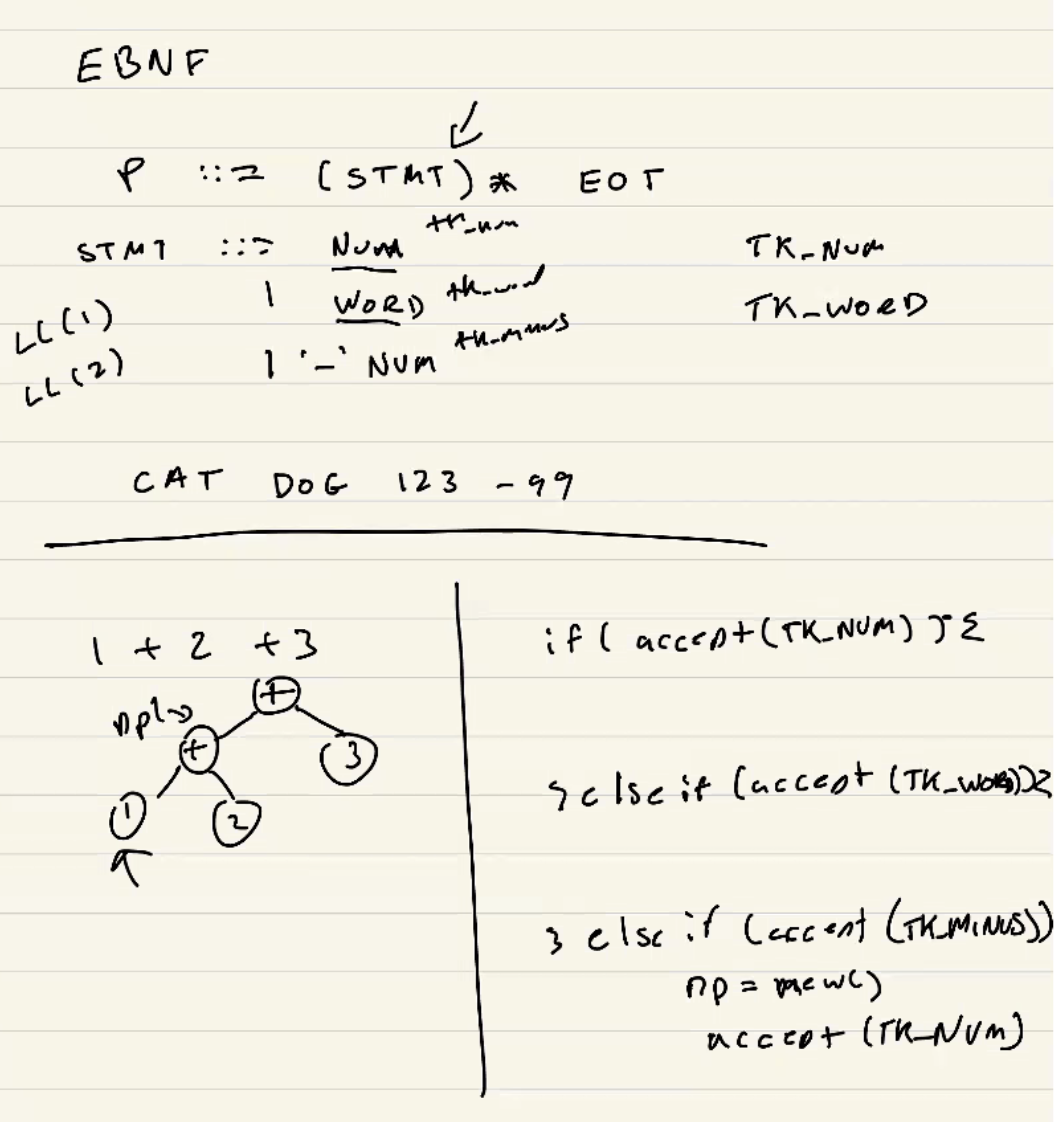 EBNF
P ::= (STMT)* EOT
STMT ::= NUM tk_num TK_NUM
| WORD tk_word TK_WORD
LL(1)
| '-' NUM tk_minus
LL(2)
CAT DOG 123 -99
1 + 2 +3
+
np1→
+
3
1
2
if ( accept (TK_NUM) ) {
} else if (accept (TK_WORD)) {
} else if (accept (TK_MINUS))
np = new()
accept (TK_NUM)